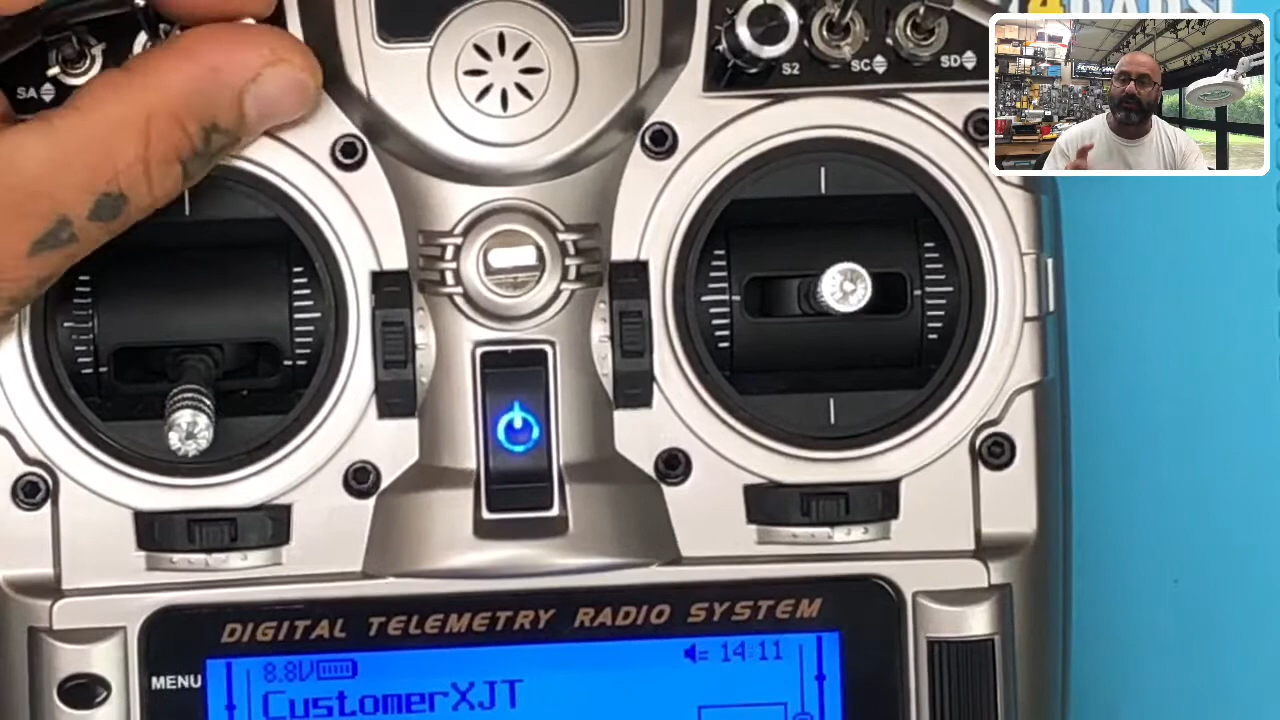 SA
S2
SC
SD
DIGITAL TELEMETRY RADIO SYSTEM
MENU
8.8V
14:11
CustomerXJT